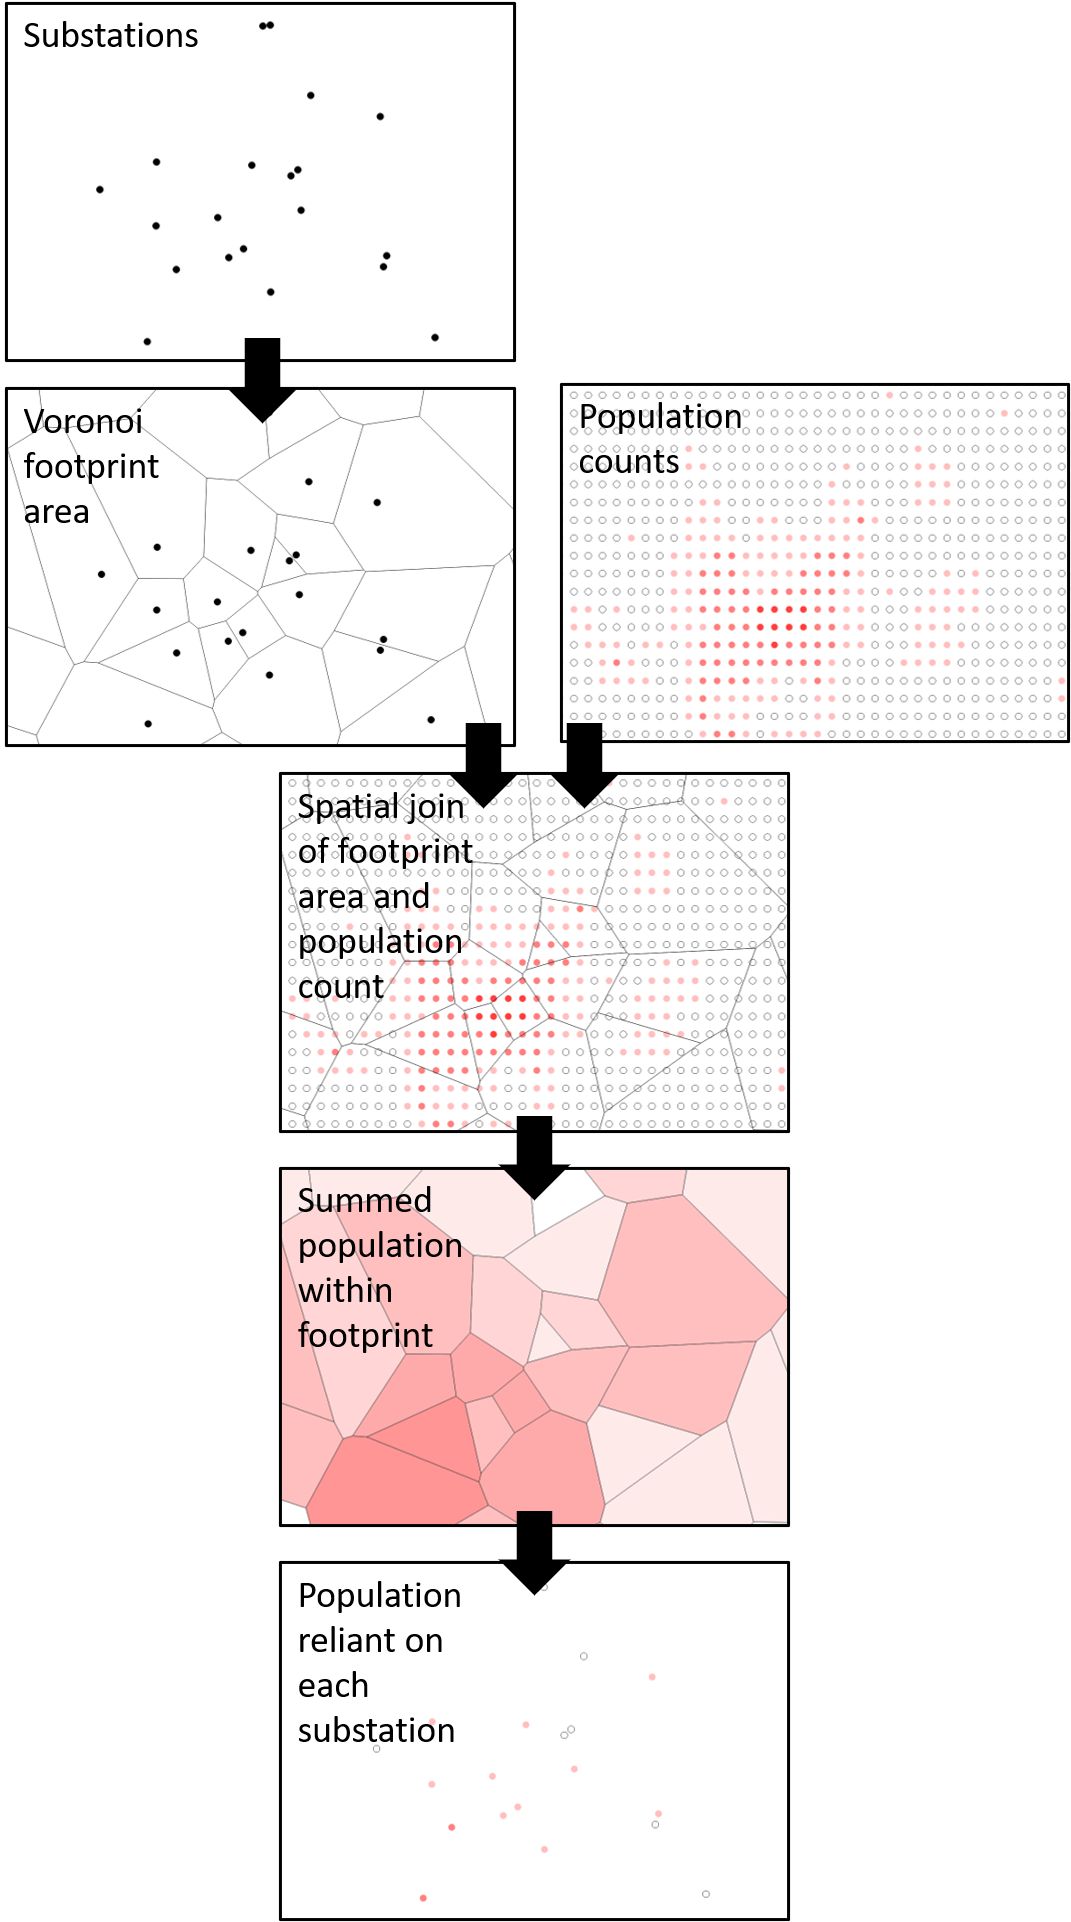 Substations
Voronoi
footprint
area
Population
counts
Spatial join
of footprint
area and
population
count
Summed
population
within
footprint
Population
reliant on
each
substation